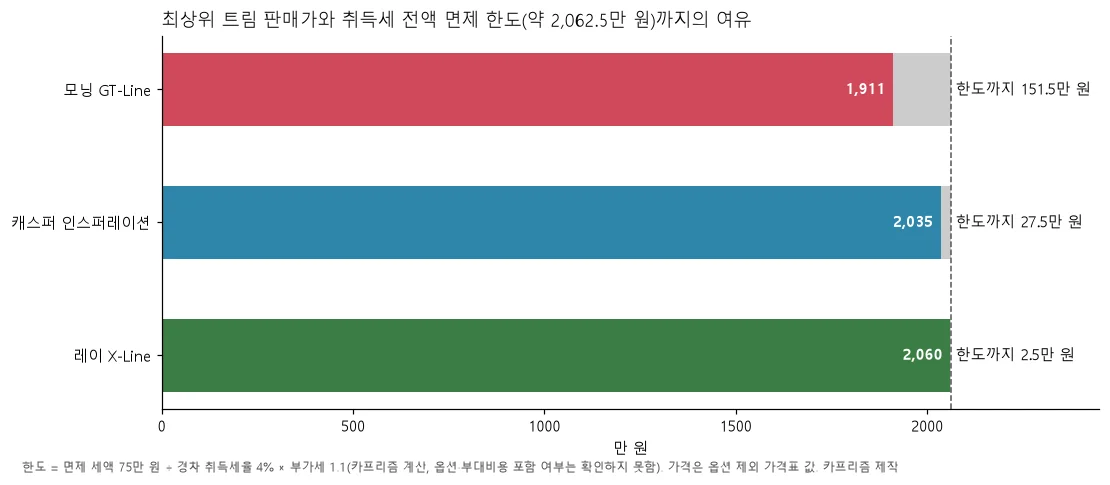 최상위 트림 판매가와 취득세 전액 면제 한도(약 2,062.5만 원)까지의 여유
모닝 GT-Line
1,911
한도까지 151.5만 원
캐스퍼 인스퍼레이션
2,035
한도까지 27.5만 원
레이 X-Line
2,060
한도까지 2.5만 원
0 500 1000 1500 2000
만 원
한도 = 면제 세액 75만 원 ÷ 경차 취득세율 4% × 부가세 1.1(카프리즘 계산, 옵션·부대비용 포함 여부는 확인하지 못함). 가격은 옵션 제외 가격표 값. 카프리즘 제작